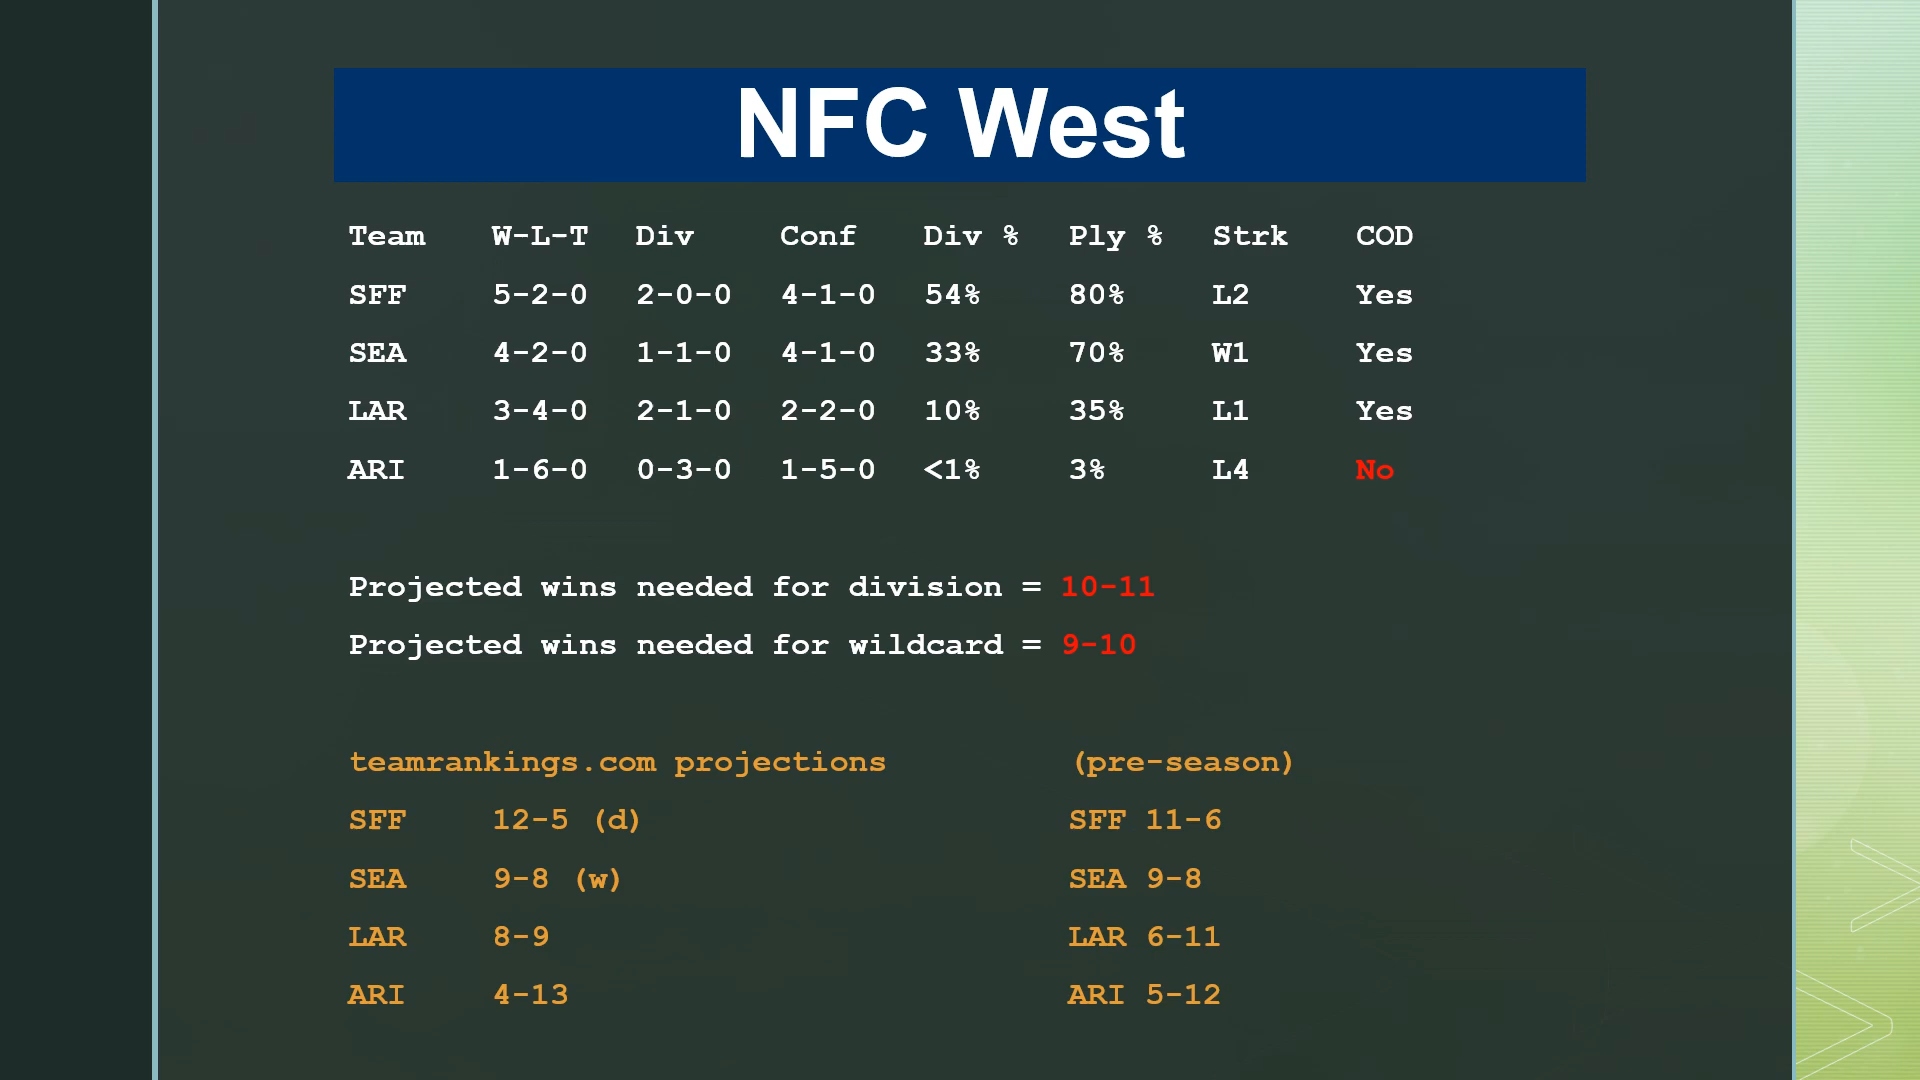 NFC West
Team W-L-T Div Conf Div % Ply % Strk COD
SFF 5-2-0 2-0-0 4-1-0 54% 80% L2 Yes
SEA 4-2-0 1-1-0 4-1-0 33% 70% W1 Yes
LAR 3-4-0 2-1-0 2-2-0 10% 35% L1 Yes
ARI 1-6-0 0-3-0 1-5-0 <1% 3% L4 No
Projected wins needed for division = 10-11
Projected wins needed for wildcard = 9-10
teamrankings.com projections (pre-season)
SFF 12-5 (d) SFF 11-6
SEA 9-8 (w) SEA 9-8
LAR 8-9 LAR 6-11
ARI 4-13 ARI 5-12